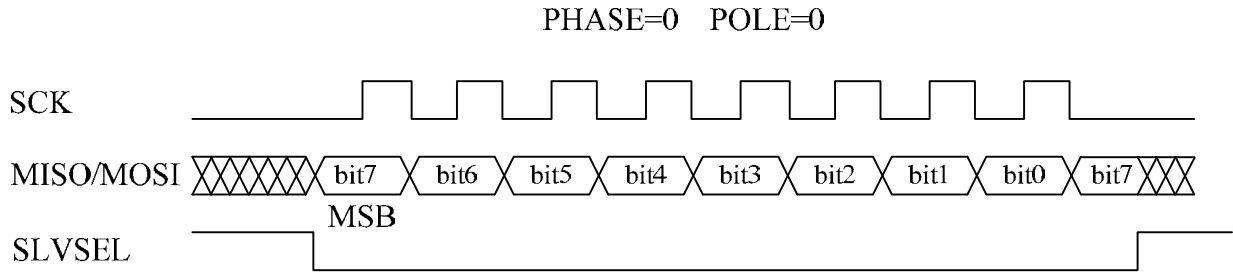 PHASE=0 POLE=0
SCK
MISO/MOSI bit7 bit6 bit5 bit4 bit3 bit2 bit1 bit0 bit7
MSB
SLVSEL